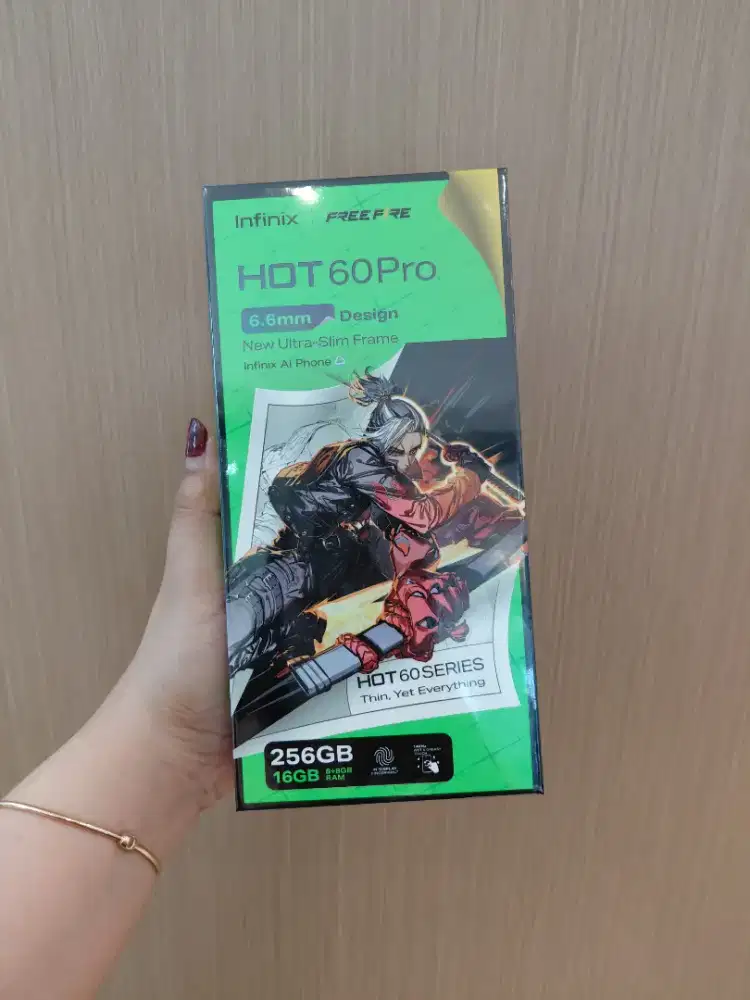 Infinix FREE FIRE
HOT 60Pro
6.6mm Design
New Ultra-Slim Frame
Infinix AI Phone
HOT 60 SERIES
Thin, Yet Everything
256GB
16GB 8+8GB
RAM